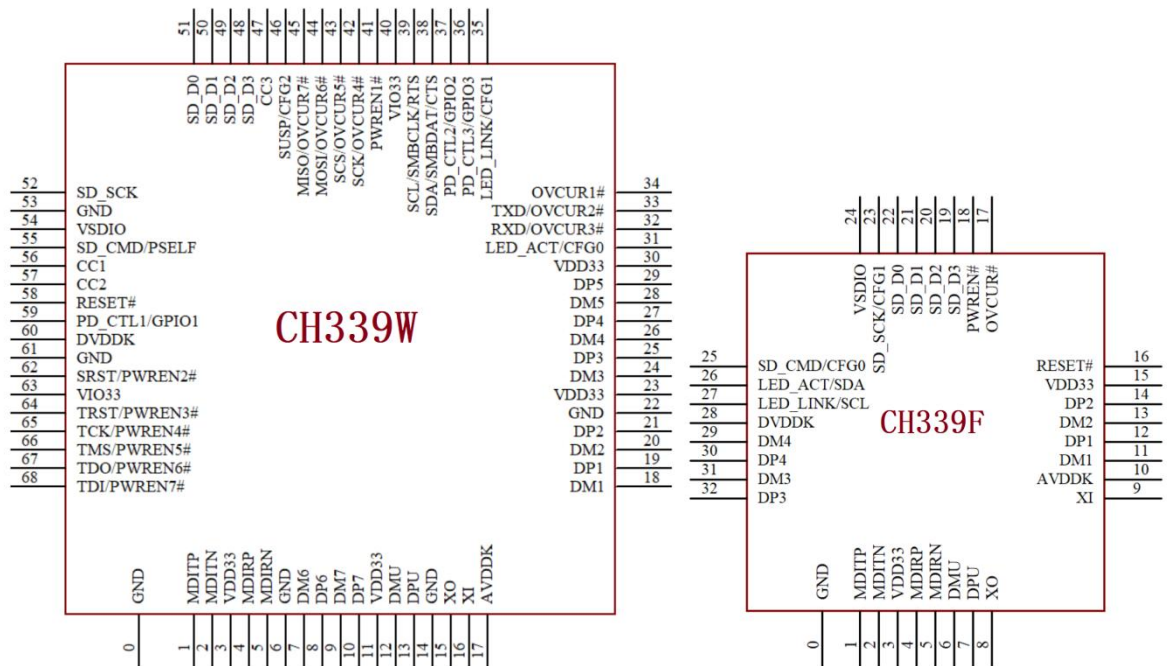 51
50
49
48
47
46
45
44
43
42
41
40
39
38
37
36
35
SD_D0
SD_D1
SD_D2
SD_D3
CC3
SUSP/CFG2
MISO/OVCUR7#
MOSI/OVCUR6#
SCS/OVCUR5#
SCK/OVCUR4#
PWREN1#
VIO33
SCL/SMBCLK/RTS
SDA/SMBDAT/CTS
PD_CTL2/GPIO2
PD_CTL3/GPIO3
LED_LINK/CFG1
52 SD_SCK
53 GND
54 VSDIO
55 SD_CMD/PSELF
56 CC1
57 CC2
58 RESET#
59 PD_CTL1/GPIO1
60 DVDDK
61 GND
62 SRST/PWREN2#
63 VIO33
64 TRST/PWREN3#
65 TCK/PWREN4#
66 TMS/PWREN5#
67 TDO/PWREN6#
68 TDI/PWREN7#
CH339W
OVCUR1# 34
TXD/OVCUR2# 33
RXD/OVCUR3# 32
LED_ACT/CFG0 31
VDD33 30
DP5 29
DM5 28
DP4 27
DM4 26
DP3 25
DM3 24
VDD33 23
GND 22
DP2 21
DM2 20
DP1 19
DM1 18
GND
MDITP
MDITN
VDD33
MDIRP
MDIRN
GND
DM6
DP6
DM7
DP7
VDD33
DMU
DPU
GND
XO
XI
AVDDK
0
1
2
3
4
5
6
7
8
9
10
11
12
13
14
15
16
17
24
23
22
21
20
19
18
17
VSDIO
SD_SCK/CFG1
SD_D0
SD_D1
SD_D2
SD_D3
PWREN#
OVCUR#
25 SD_CMD/CFG0
26 LED_ACT/SDA
27 LED_LINK/SCL
28 DVDDK
29 DM4
30 DP4
31 DM3
32 DP3
CH339F
RESET# 16
VDD33 15
DP2 14
DM2 13
DP1 12
DM1 11
AVDDK 10
XI 9
GND
MDITP
MDITN
VDD33
MDIRP
MDIRN
DMU
DPU
XO
0
1
2
3
4
5
6
7
8